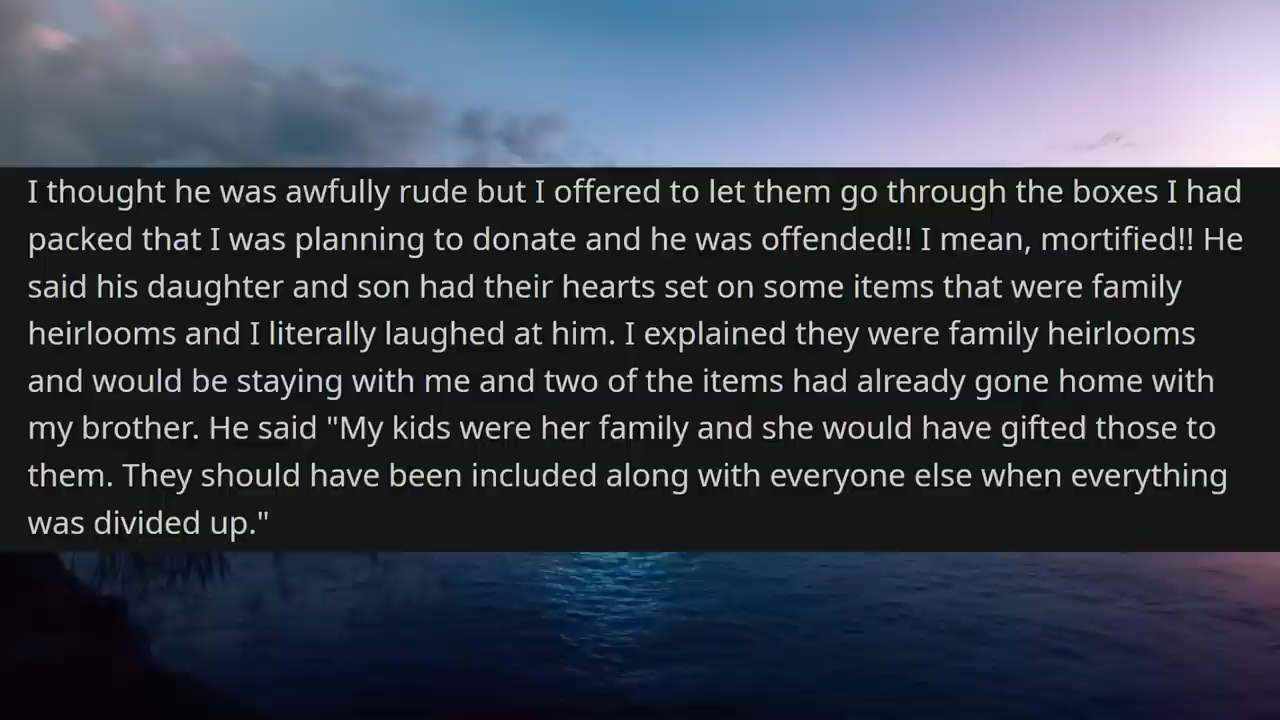 I thought he was awfully rude but I offered to let them go through the boxes I had
packed that I was planning to donate and he was offended!! I mean, mortified!! He
said his daughter and son had their hearts set on some items that were family
heirlooms and I literally laughed at him. I explained they were family heirlooms
and would be staying with me and two of the items had already gone home with
my brother. He said "My kids were her family and she would have gifted those to
them. They should have been included along with everyone else when everything
was divided up."